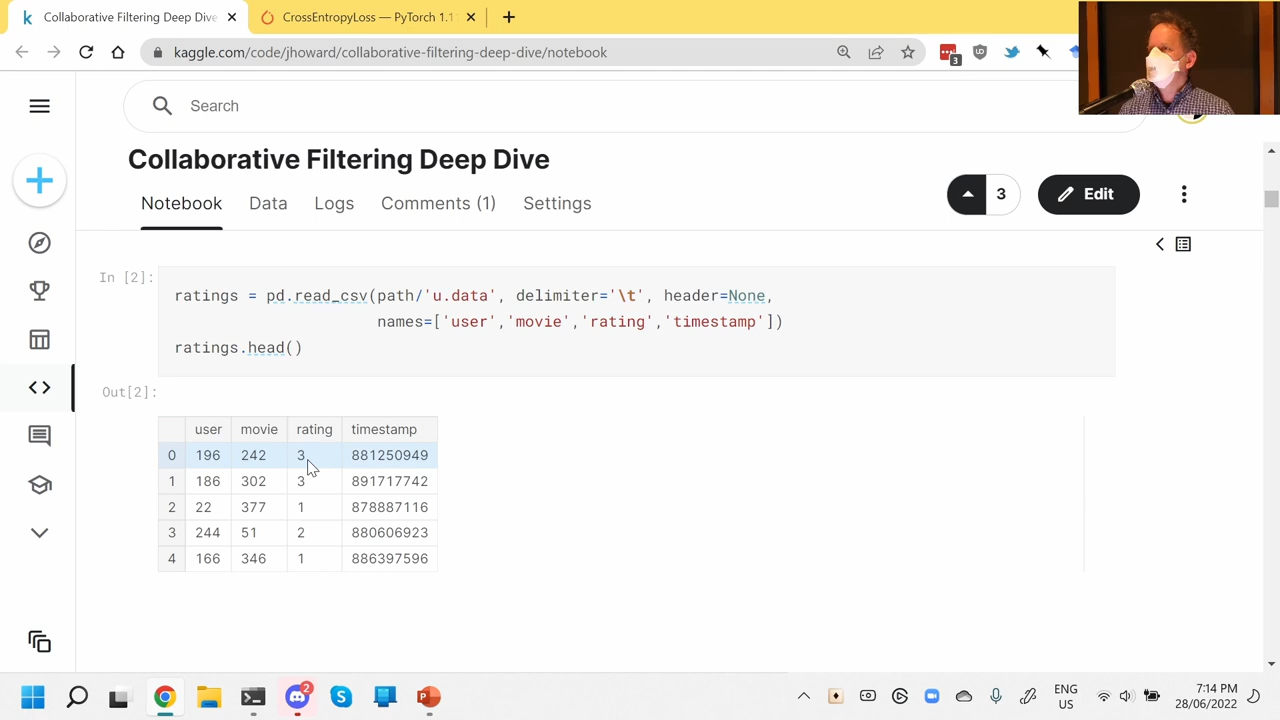 Collaborative Filtering Deep Dive
CrossEntropyLoss — PyTorch 1.1
kaggle.com/code/jhoward/collaborative-filtering-deep-dive/notebook
3
Search
Collaborative Filtering Deep Dive
3
Edit
Notebook Data Logs Comments (1) Settings
In [2]:
ratings = pd.read_csv(path/'u.data', delimiter='\t', header=None,
names=['user','movie','rating','timestamp'])
ratings.head()
Out[2]:
user movie rating timestamp
0 196 242 3 881250949
1 186 302 3 891717742
2 22 377 1 878887116
3 244 51 2 880606923
4 166 346 1 886397596
2
ENG
US
7:14 PM
28/06/2022